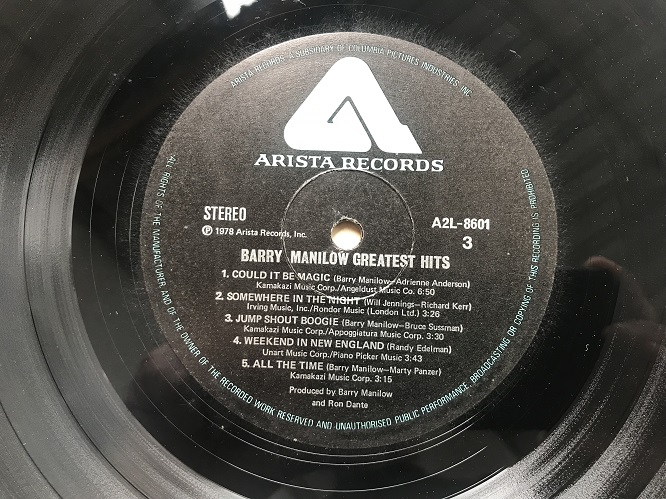 ARISTA RECORDS, A SUBSIDIARY OF COLUMBIA PICTURES INDUSTRIES, INC.
ARISTA RECORDS
STEREO
Ⓟ 1978 Arista Records, Inc.
A2L-8601
3
BARRY MANILOW GREATEST HITS
1. COULD IT BE MAGIC (Barry Manilow-Adrienne Anderson)
Kamakazi Music Corp./Angeldust Music Co. 6:50
2. SOMEWHERE IN THE NIGHT (Will Jennings-Richard Kerr)
Irving Music, Inc./Rondor Music (London Ltd.) 3:26
3. JUMP SHOUT BOOGIE (Barry Manilow-Bruce Sussman)
Kamakazi Music Corp./Appoggiatura Music Corp. 3:30
4. WEEKEND IN NEW ENGLAND (Randy Edelman)
Unart Music Corp./Piano Picker Music 3:43
5. ALL THE TIME (Barry Manilow-Marty Panzer)
Kamakazi Music Corp. 3:15
Produced by Barry Manilow
and Ron Dante
ALL RIGHTS OF THE MANUFACTURER AND OF THE OWNER OF THE RECORDED WORK RESERVED AND UNAUTHORISED PUBLIC PERFORMANCE, BROADCASTING OR COPYING OF THIS RECORDING IS PROHIBITED